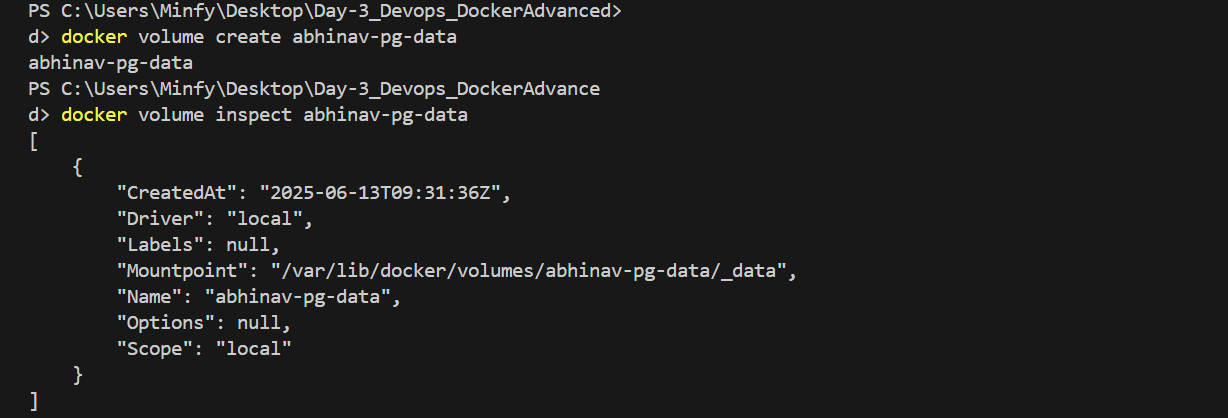 PS C:\Users\Minfy\Desktop\Day-3_Devops_DockerAdvanced>
d> docker volume create abhinav-pg-data
abhinav-pg-data
PS C:\Users\Minfy\Desktop\Day-3_Devops_DockerAdvance
d> docker volume inspect abhinav-pg-data
[
    {
        "CreatedAt": "2025-06-13T09:31:36Z",
        "Driver": "local",
        "Labels": null,
        "Mountpoint": "/var/lib/docker/volumes/abhinav-pg-data/_data",
        "Name": "abhinav-pg-data",
        "Options": null,
        "Scope": "local"
    }
]